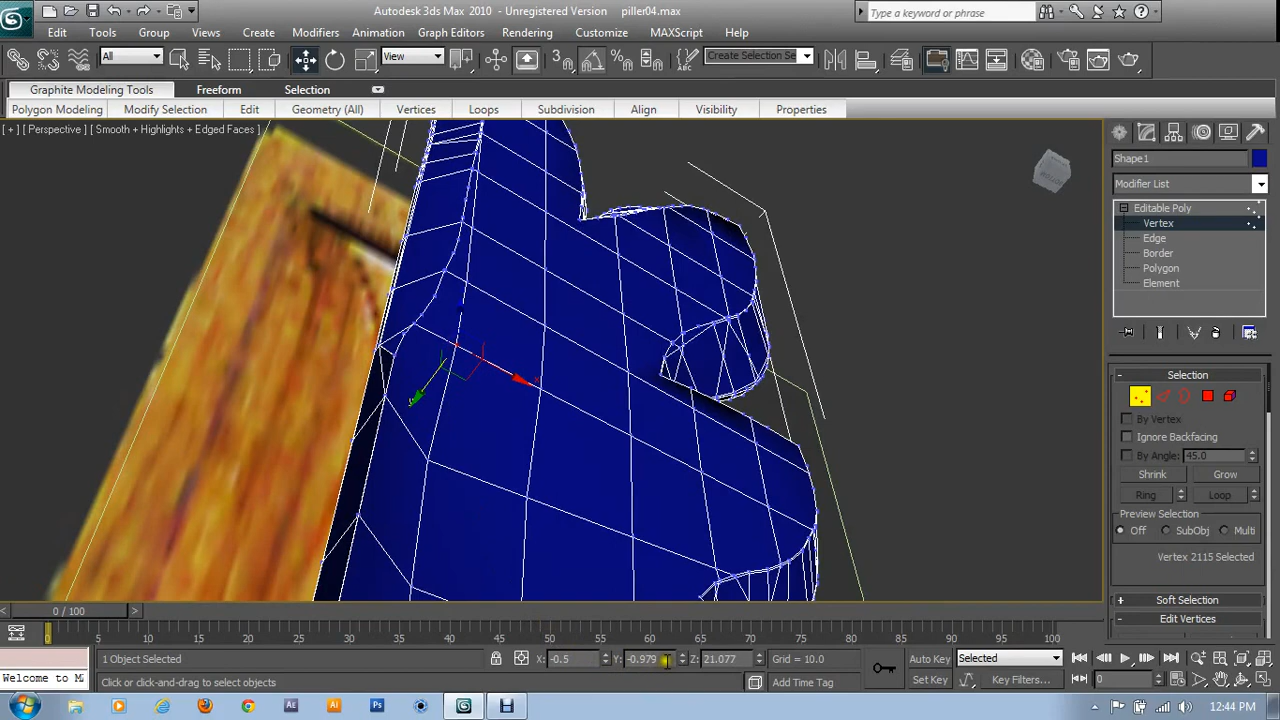 Autodesk 3ds Max 2010 - Unregistered Version piller04.max
Type a keyword or phrase
Edit Tools Group Views Create Modifiers Animation Graph Editors Rendering Customize MAXScript Help
All View Create Selection Se
Graphite Modeling Tools Freeform Selection
Polygon Modeling Modify Selection Edit Geometry (All) Vertices Loops Subdivision Align Visibility Properties
[ + ] [ Perspective ] [ Smooth + Highlights + Edged Faces ]
Shape1
Modifier List
Editable Poly
Vertex
Edge
Border
Polygon
Element
- Selection
By Vertex
Ignore Backfacing
By Angle: 45.0
Shrink Grow
Ring Loop
Preview Selection
Off SubObj Multi
Vertex 2115 Selected
+ Soft Selection
- Edit Vertices
< 0 / 100 >
0 5 10 15 20 25 30 35 40 45 50 55 60 65 70 75 80 85 90 95 100
1 Object Selected X: -0.5 Y: -0.979 Z: 21.077 Grid = 10.0 Auto Key Selected
Welcome to M Click or click-and-drag to select objects Add Time Tag Set Key Key Filters... 0
12:44 PM